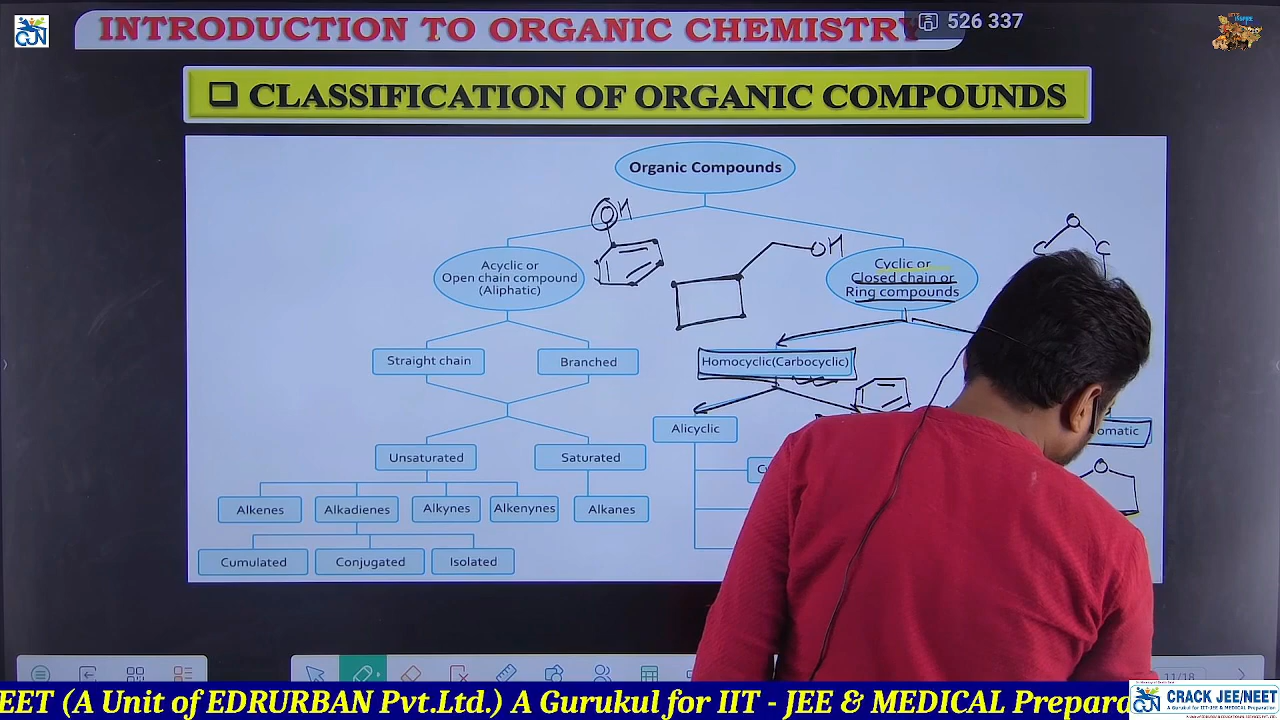 INTRODUCTION TO ORGANIC CHEMISTRY
526 337
CLASSIFICATION OF ORGANIC COMPOUNDS
Organic Compounds
OH
OH
C C
Acyclic or
Open chain compound
(Aliphatic)
Cyclic or
Closed chain or
Ring compounds
Straight chain
Branched
Homocyclic(Carbocyclic)
Alicyclic
omatic
Unsaturated
Saturated
Alkenes
Alkadienes
Alkynes
Alkenynes
Alkanes
Cumulated
Conjugated
Isolated
11/18
EET (A Unit of EDRURBAN Pvt.Ltd.) A Gurukul for IIT - JEE & MEDICAL Prepara
CRACK JEE/NEET